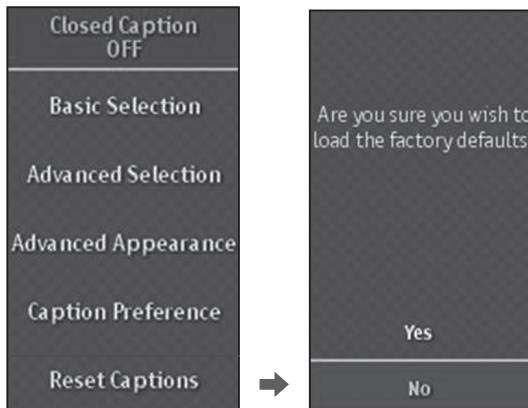 Closed Caption
OFF
Basic Selection
Advanced Selection
Advanced Appearance
Caption Preference
Reset Captions
Are you sure you wish to
load the factory defaults
Yes
No